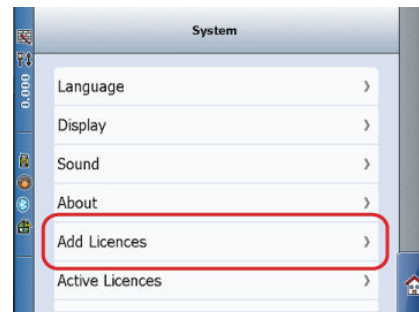 System
0.000
Language
Display
Sound
About
Add Licences
Active Licences